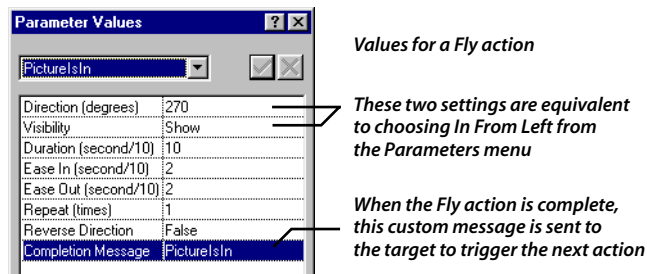 Parameter Values
PictureIsIn
Values for a Fly action
Direction (degrees) 270
Visibility Show
Duration (second/10) 10
Ease In (second/10) 2
Ease Out (second/10) 2
Repeat (times) 1
Reverse Direction False
Completion Message PictureIsIn
These two settings are equivalent
to choosing In From Left from
the Parameters menu
When the Fly action is complete,
this custom message is sent to
the target to trigger the next action